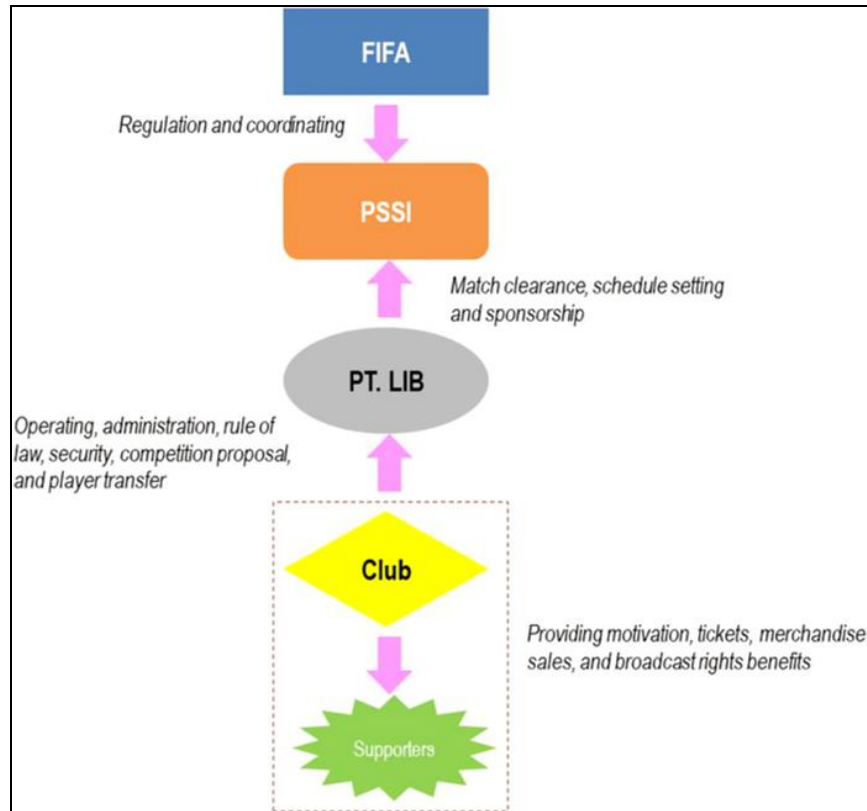 FIFA
Regulation and coordinating
PSSI
Match clearance, schedule setting
and sponsorship
PT. LIB
Operating, administration, rule of
law, security, competition proposal,
and player transfer
Club
Providing motivation, tickets, merchandise
sales, and broadcast rights benefits
Supporters